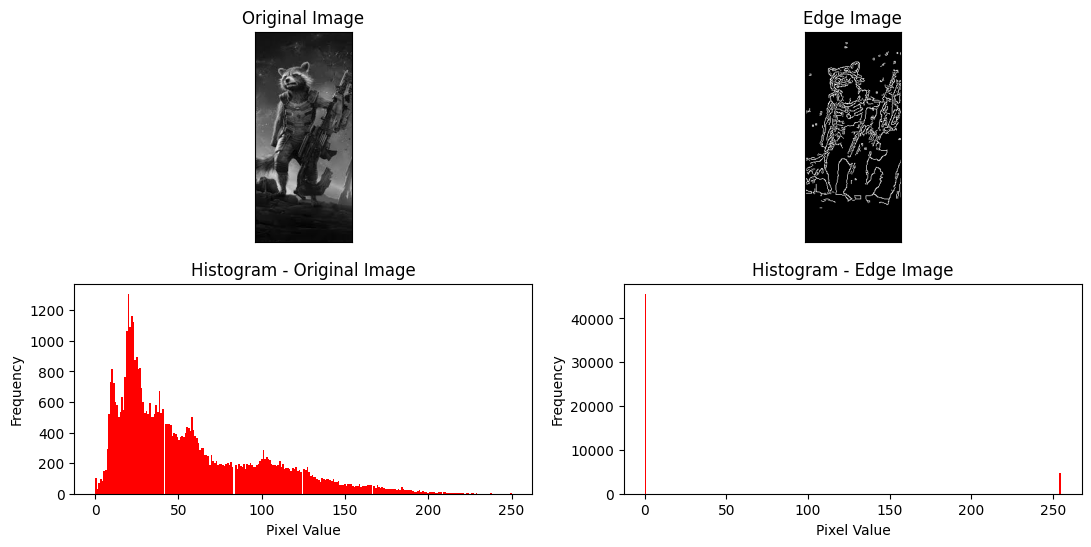 Original Image
Edge Image
Histogram - Original Image
Histogram - Edge Image
Frequency
1200
1000
800
600
400
200
0
0 50 100 150 200 250
Pixel Value
Frequency
40000
30000
20000
10000
0
0 50 100 150 200 250
Pixel Value